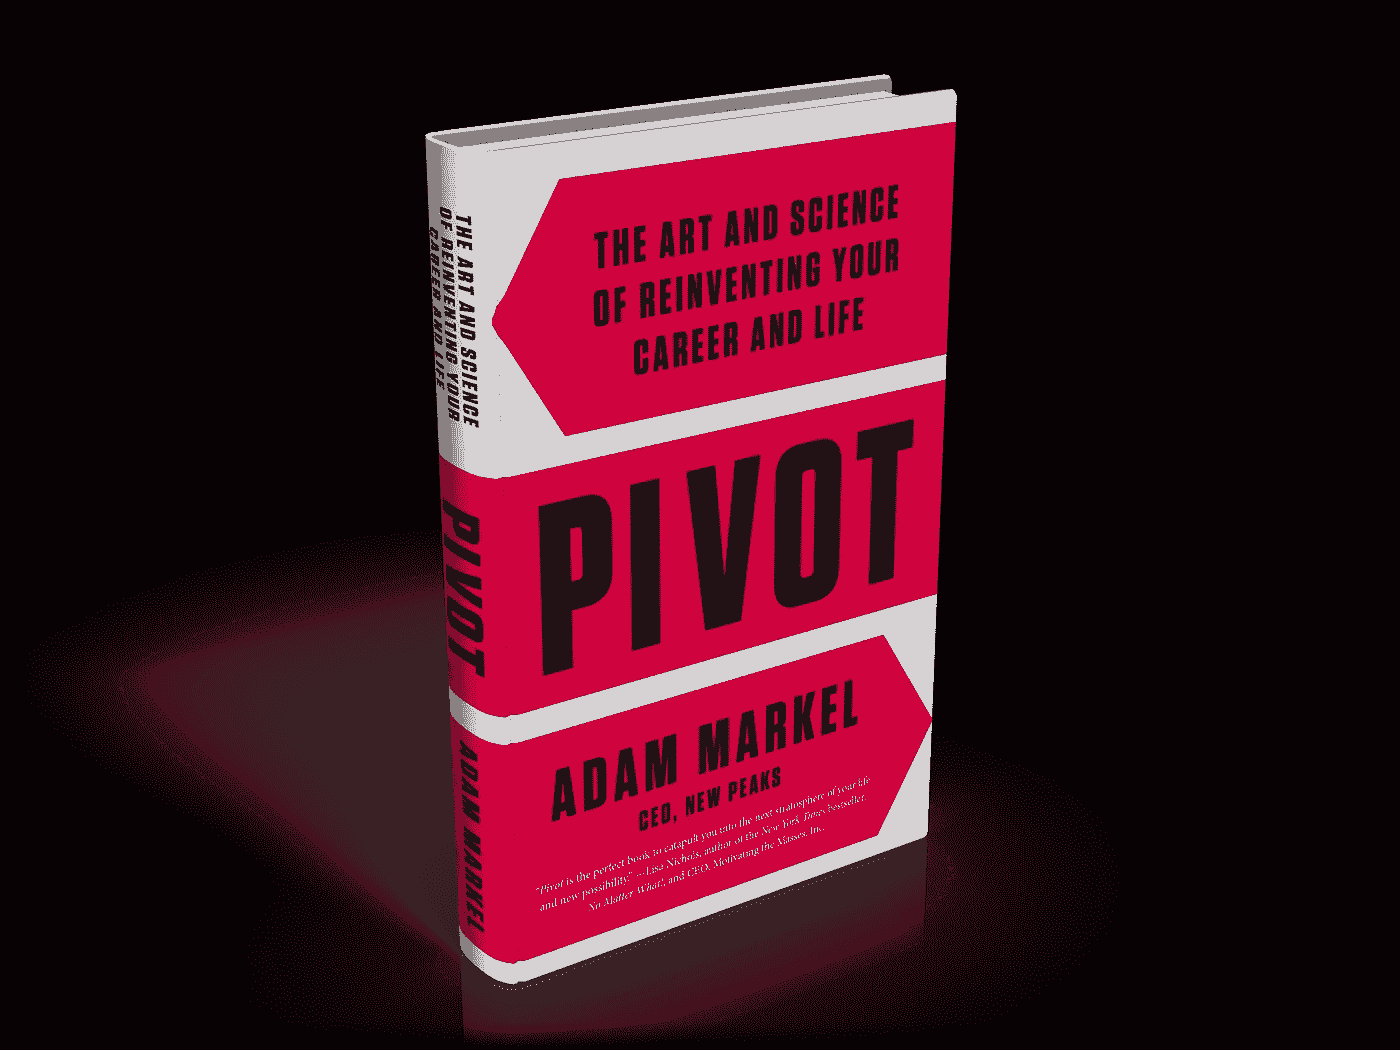 THE ART AND SCIENCE
OF REINVENTING YOUR
CAREER AND LIFE
PIVOT
ADAM MARKEL
CEO, NEW PEAKS
"Pivot is the perfect book to catapult you into the next stratosphere of your life
and new possibility." —Lisa Nichols, author of the New York Times bestseller,
No Matter What!, and CEO, Motivating the Masses, Inc.
THE ART AND SCIENCE
OF REINVENTING YOUR
CAREER AND LIFE
PIVOT
ADAM MARKEL